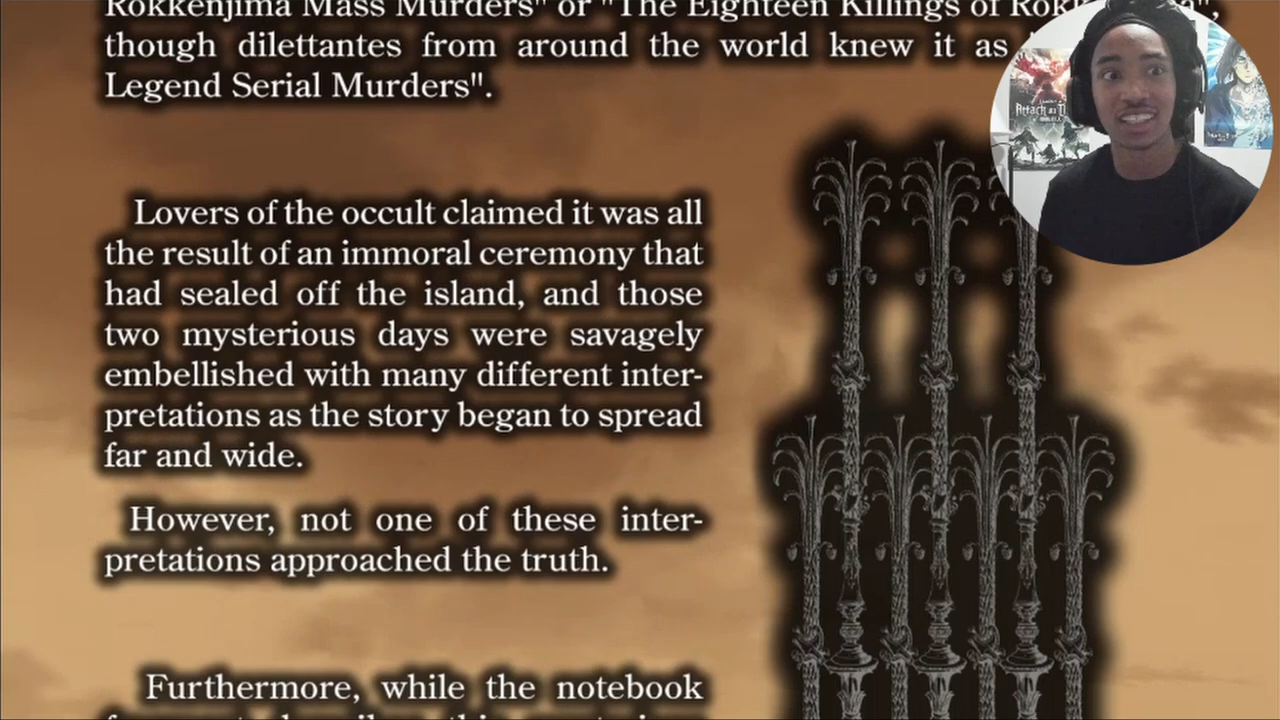 Rokkenjima Mass Murders" or "The Eighteen Killings of
though dilettantes from around the world knew it as
Legend Serial Murders".
Lovers of the occult claimed it was all
the result of an immoral ceremony that
had sealed off the island, and those
two mysterious days were savagely
embellished with many different inter-
pretations as the story began to spread
far and wide.
However, not one of these inter-
pretations approached the truth.
Furthermore, while the notebook